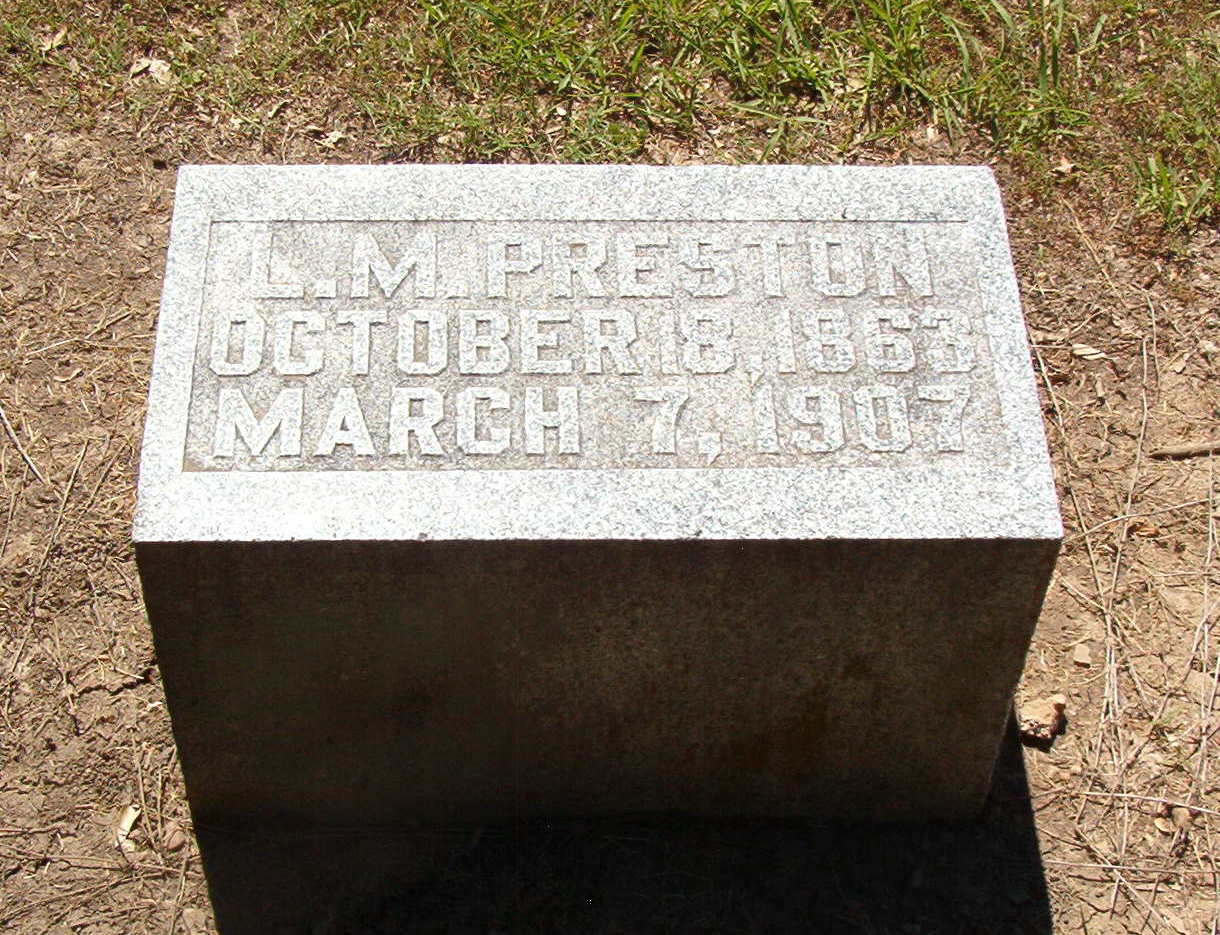 L.M. PRESTON
OCTOBER 18, 1863
MARCH 7, 1907